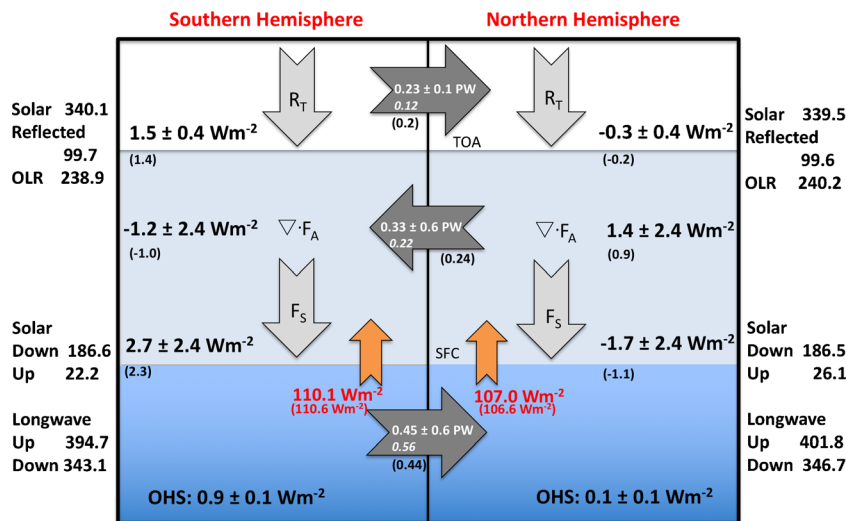 Southern Hemisphere
Northern Hemisphere
Solar 340.1
Reflected
99.7
OLR 238.9
1.5 ± 0.4 Wm-2
(1.4)
R_T
0.23 ± 0.1 PW
0.12
(0.2)
TOA
R_T
-0.3 ± 0.4 Wm-2
(-0.2)
Solar 339.5
Reflected
99.6
OLR 240.2
-1.2 ± 2.4 Wm-2
(-1.0)
▽·F_A
0.33 ± 0.6 PW
0.22
(0.24)
▽·F_A
1.4 ± 2.4 Wm-2
(0.9)
Solar
Down 186.6
Up 22.2
2.7 ± 2.4 Wm-2
(2.3)
F_S
SFC
F_S
-1.7 ± 2.4 Wm-2
(-1.1)
Solar
Down 186.5
Up 26.1
110.1 Wm-2
(110.6 Wm-2)
107.0 Wm-2
(106.6 Wm-2)
Longwave
Up 394.7
Down 343.1
0.45 ± 0.6 PW
0.56
(0.44)
Longwave
Up 401.8
Down 346.7
OHS: 0.9 ± 0.1 Wm-2
OHS: 0.1 ± 0.1 Wm-2